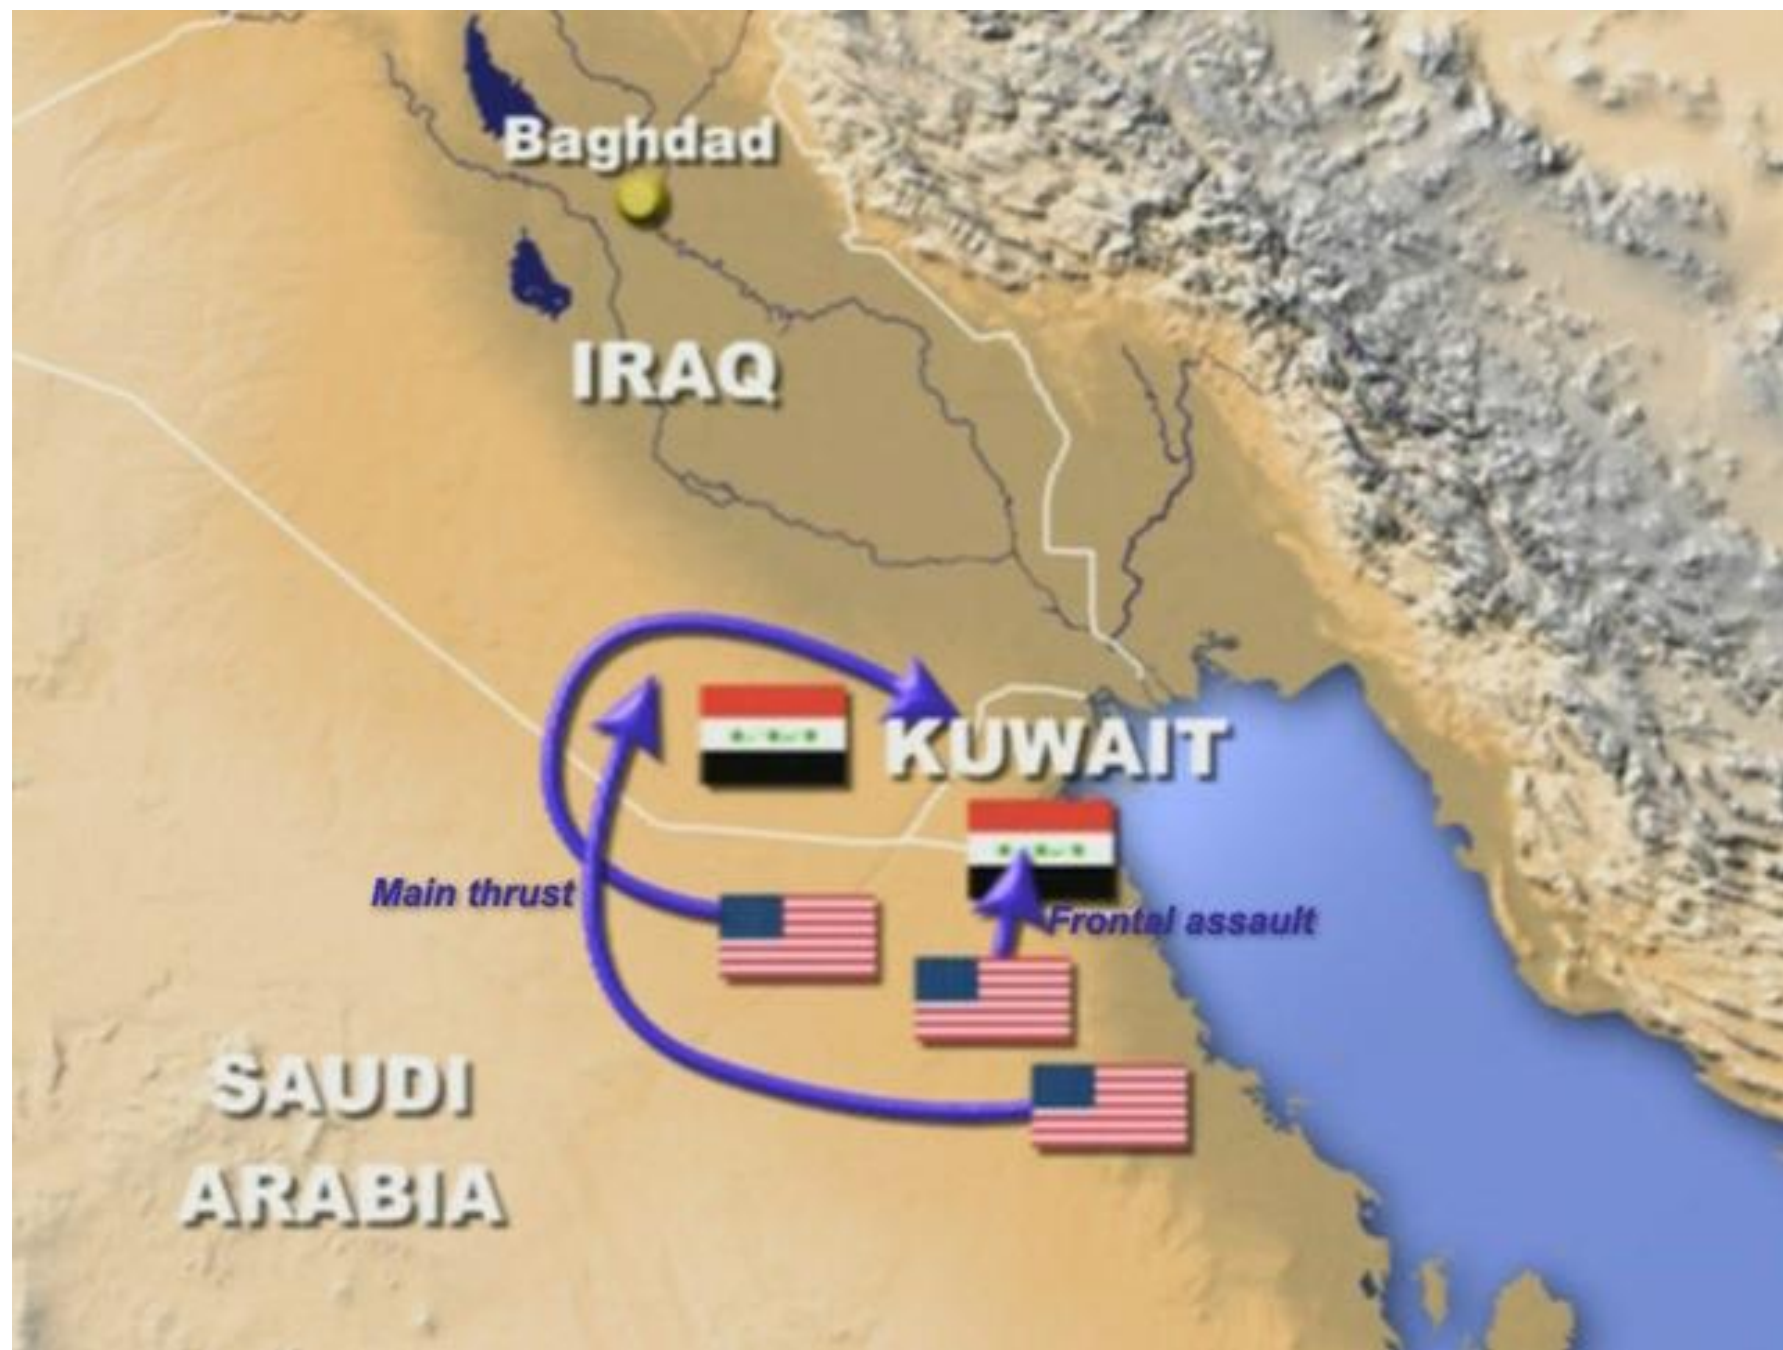 Baghdad
IRAQ
KUWAIT
Main thrust
Frontal assault
SAUDI
ARABIA